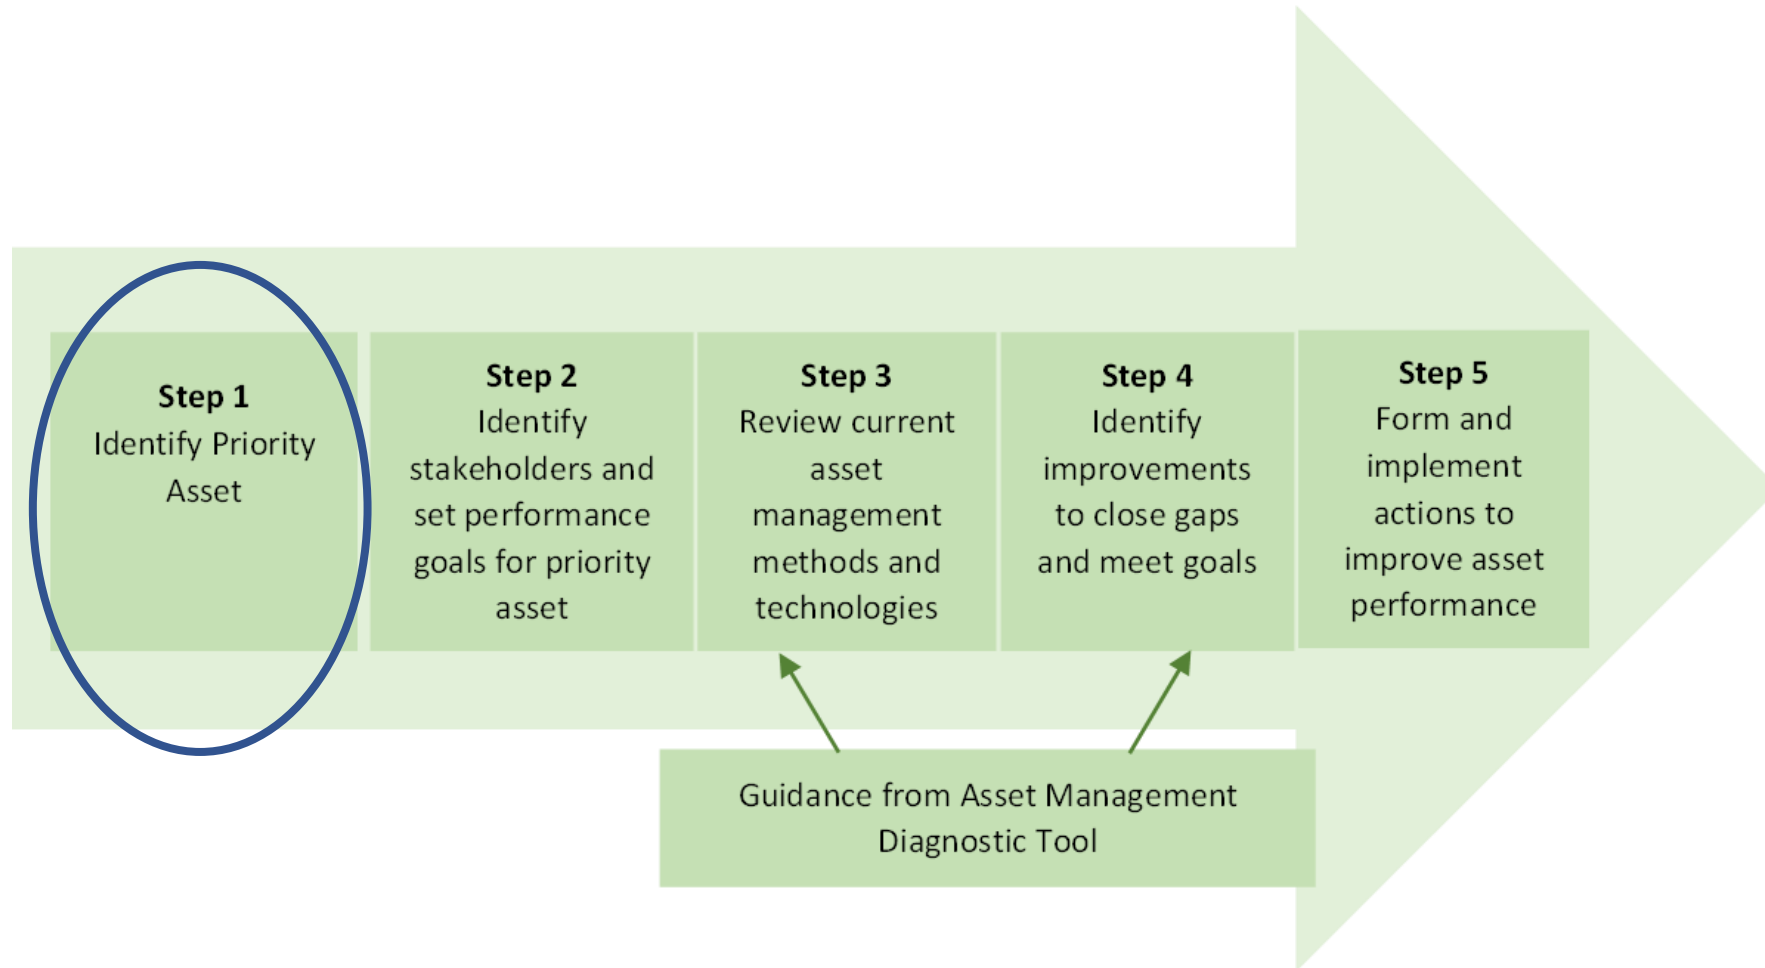 Step 1
Identify Priority
Asset
Step 2
Identify
stakeholders and
set performance
goals for priority
asset
Step 3
Review current
asset
management
methods and
technologies
Step 4
Identify
improvements
to close gaps
and meet goals
Step 5
Form and
implement
actions to
improve asset
performance
Guidance from Asset Management
Diagnostic Tool